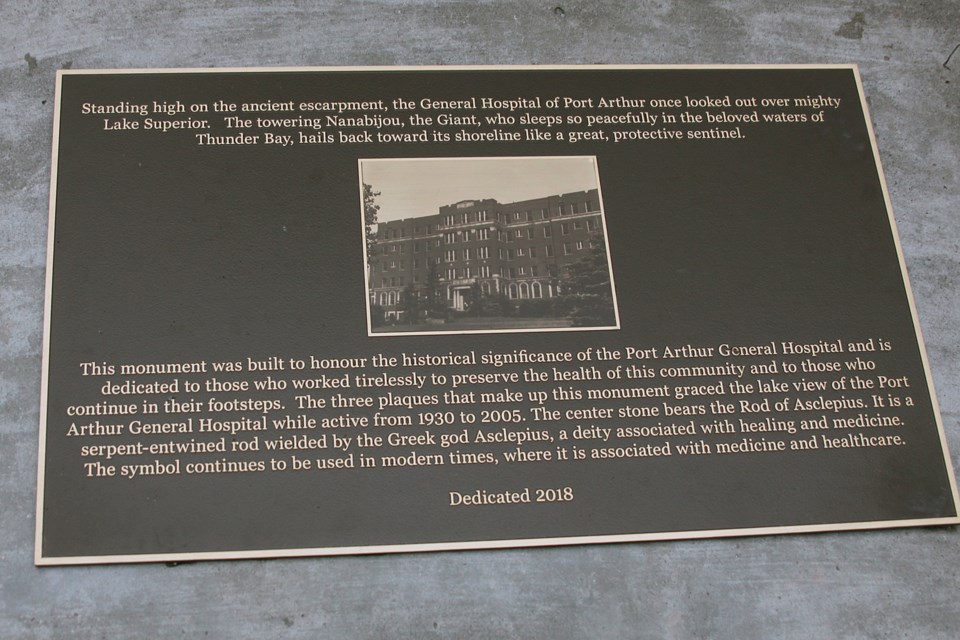 Standing high on the ancient escarpment, the General Hospital of Port Arthur once looked out over mighty
Lake Superior. The towering Nanabijou, the Giant, who sleeps so peacefully in the beloved waters of
Thunder Bay, hails back toward its shoreline like a great, protective sentinel.
This monument was built to honour the historical significance of the Port Arthur General Hospital and is
dedicated to those who worked tirelessly to preserve the health of this community and to those who
continue in their footsteps. The three plaques that make up this monument graced the lake view of the Port
Arthur General Hospital while active from 1930 to 2005. The center stone bears the Rod of Asclepius. It is a
serpent-entwined rod wielded by the Greek god Asclepius, a deity associated with healing and medicine.
The symbol continues to be used in modern times, where it is associated with medicine and healthcare.
Dedicated 2018